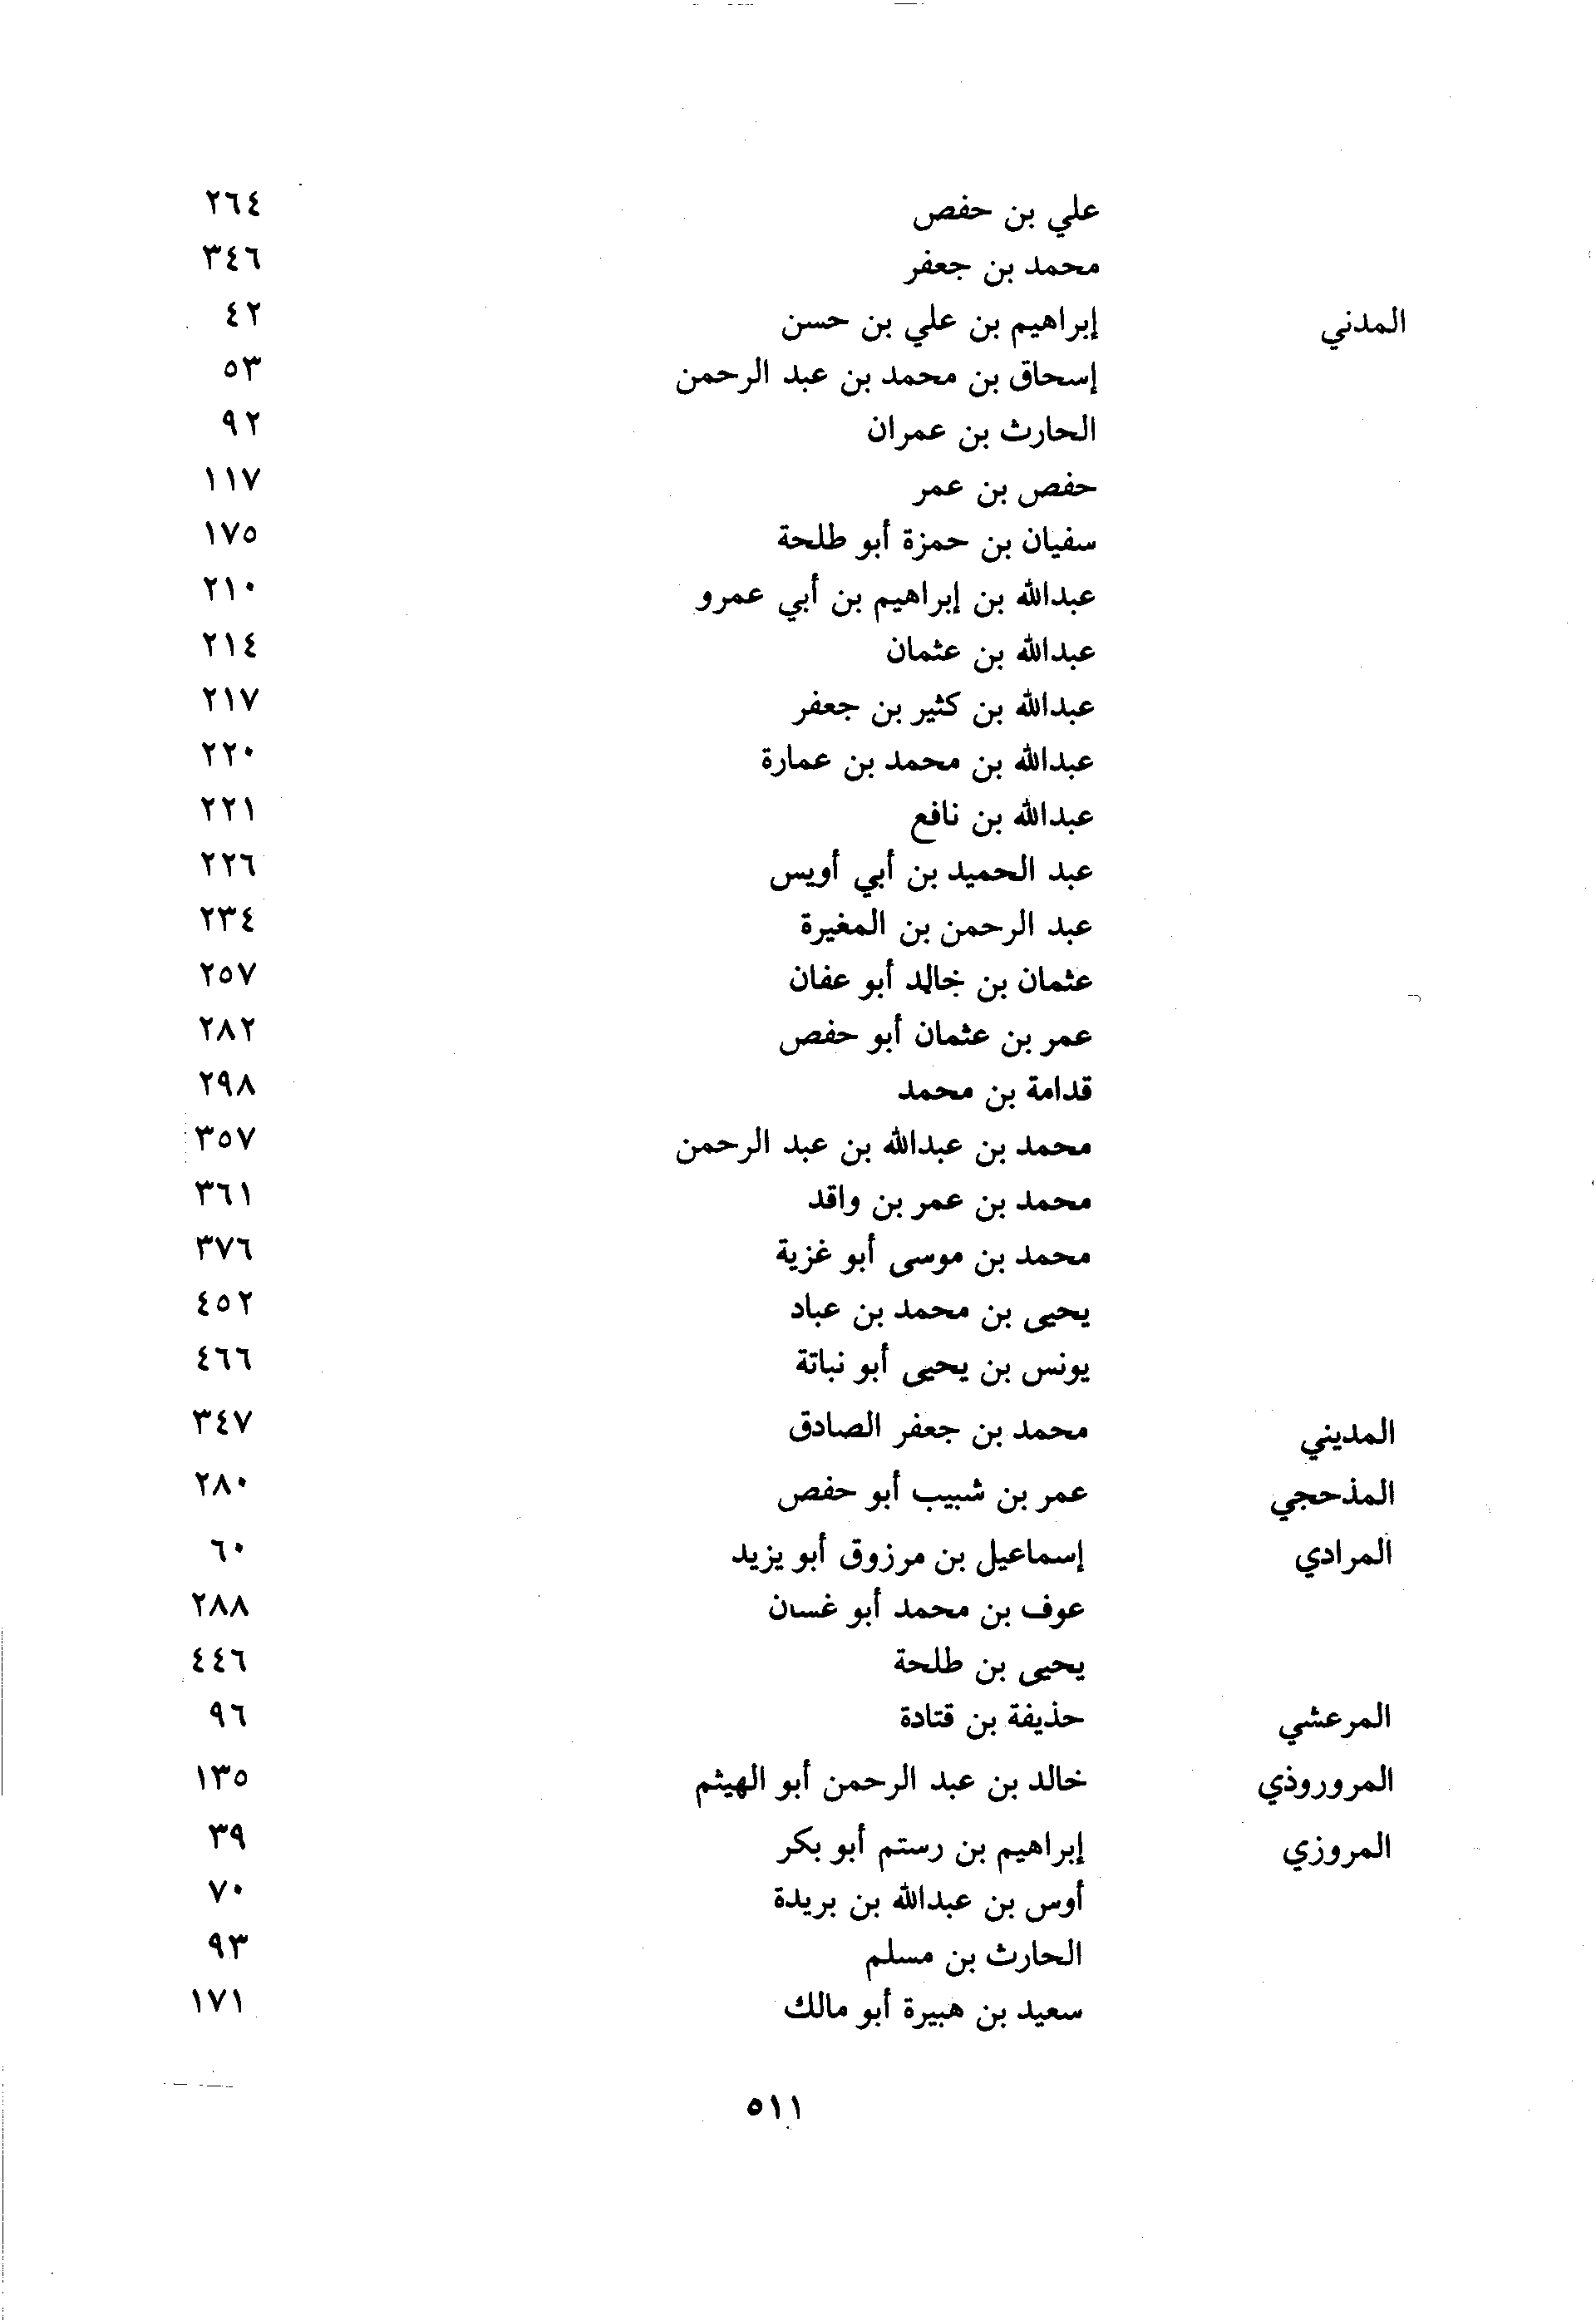 علي بن حفص ٢٦٤
محمد بن جعفر ٣٤٦
المدني إبراهيم بن علي بن حسن ٤٢
إسحاق بن محمد بن عبد الرحمن ٥٣
الحارث بن عمران ٩٢
حفص بن عمر ١١٧
سفيان بن حمزة أبو طلحة ١٧٥
عبدالله بن إبراهيم بن أبي عمرو ٢١٠
عبدالله بن عثمان ٢١٤
عبدالله بن كثير بن جعفر ٢١٧
عبدالله بن محمد بن عمارة ٢٢٠
عبدالله بن نافع ٢٢١
عبد الحميد بن أبي أويس ٢٢٦
عبد الرحمن بن المغيرة ٢٣٤
عثمان بن خالد أبو عفان ٢٥٧
عمر بن عثمان أبو حفص ٢٨٢
قدامة بن محمد ٢٩٨
محمد بن عبدالله بن عبد الرحمن ٣٥٧
محمد بن عمر بن واقد ٣٦١
محمد بن موسى أبو غزية ٣٧٦
يحيى بن محمد بن عباد ٤٥٢
يونس بن يحيى أبو نباتة ٤٦٦
المديني محمد بن جعفر الصادق ٣٤٧
المذحجي عمر بن شبيب أبو حفص ٢٨٠
المرادي إسماعيل بن مرزوق أبو يزيد ٦٠
عوف بن محمد أبو غسان ٢٨٨
يحيى بن طلحة ٤٤٦
المرعشي حذيفة بن قتادة ٩٦
المروروذي خالد بن عبد الرحمن أبو الهيثم ١٣٥
المروزي إبراهيم بن رستم أبو بكر ٣٩
أوس بن عبدالله بن بريدة ٧٠
الحارث بن مسلم ٩٣
سعيد بن هبيرة أبو مالك ١٧١
٥١١